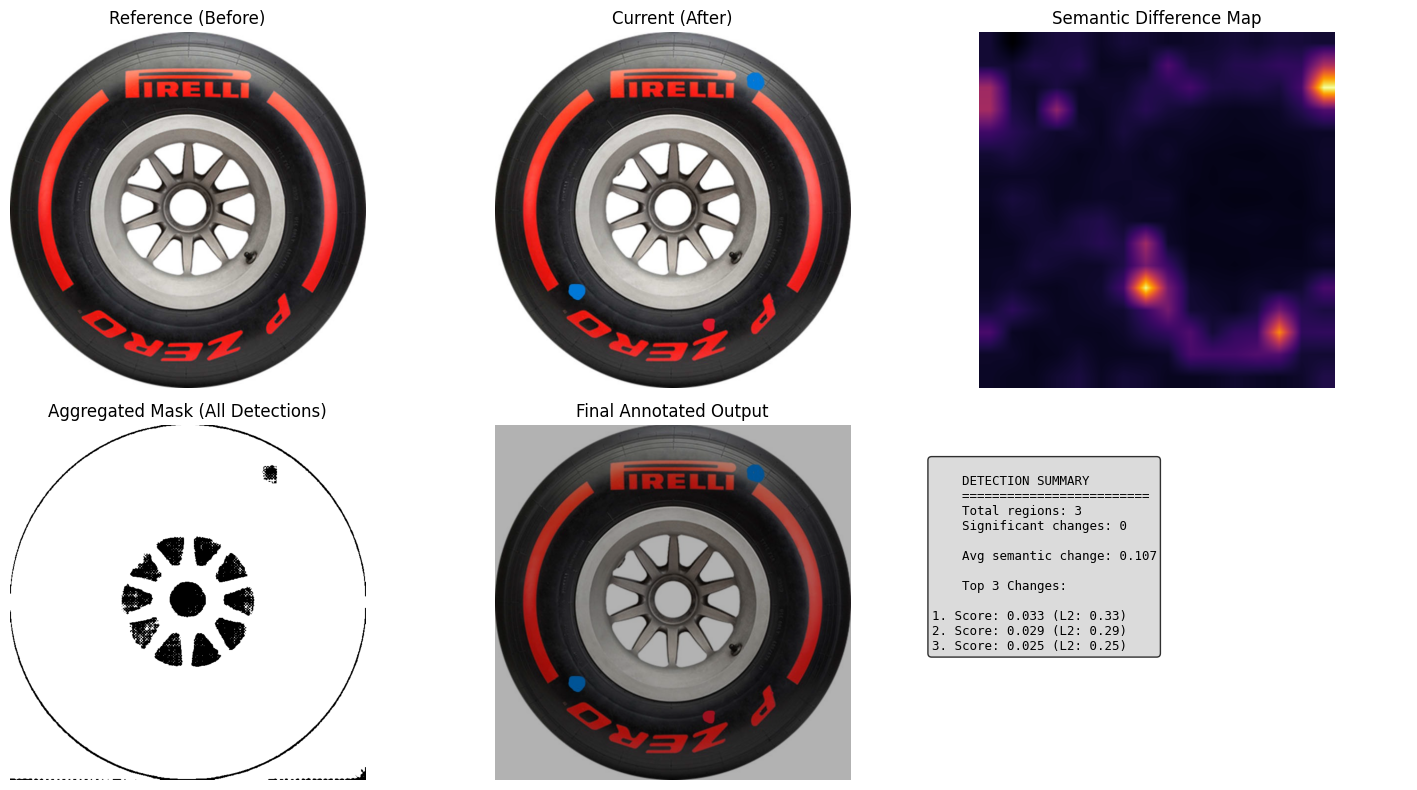 Reference (Before)
Current (After)
Semantic Difference Map
PIRELLI
P ZERO
PIRELLI
P ZERO
Aggregated Mask (All Detections)
Final Annotated Output
PIRELLI
P ZERO
DETECTION SUMMARY
=========================
Total regions: 3
Significant changes: 0
Avg semantic change: 0.107
Top 3 Changes:
1. Score: 0.033 (L2: 0.33)
2. Score: 0.029 (L2: 0.29)
3. Score: 0.025 (L2: 0.25)